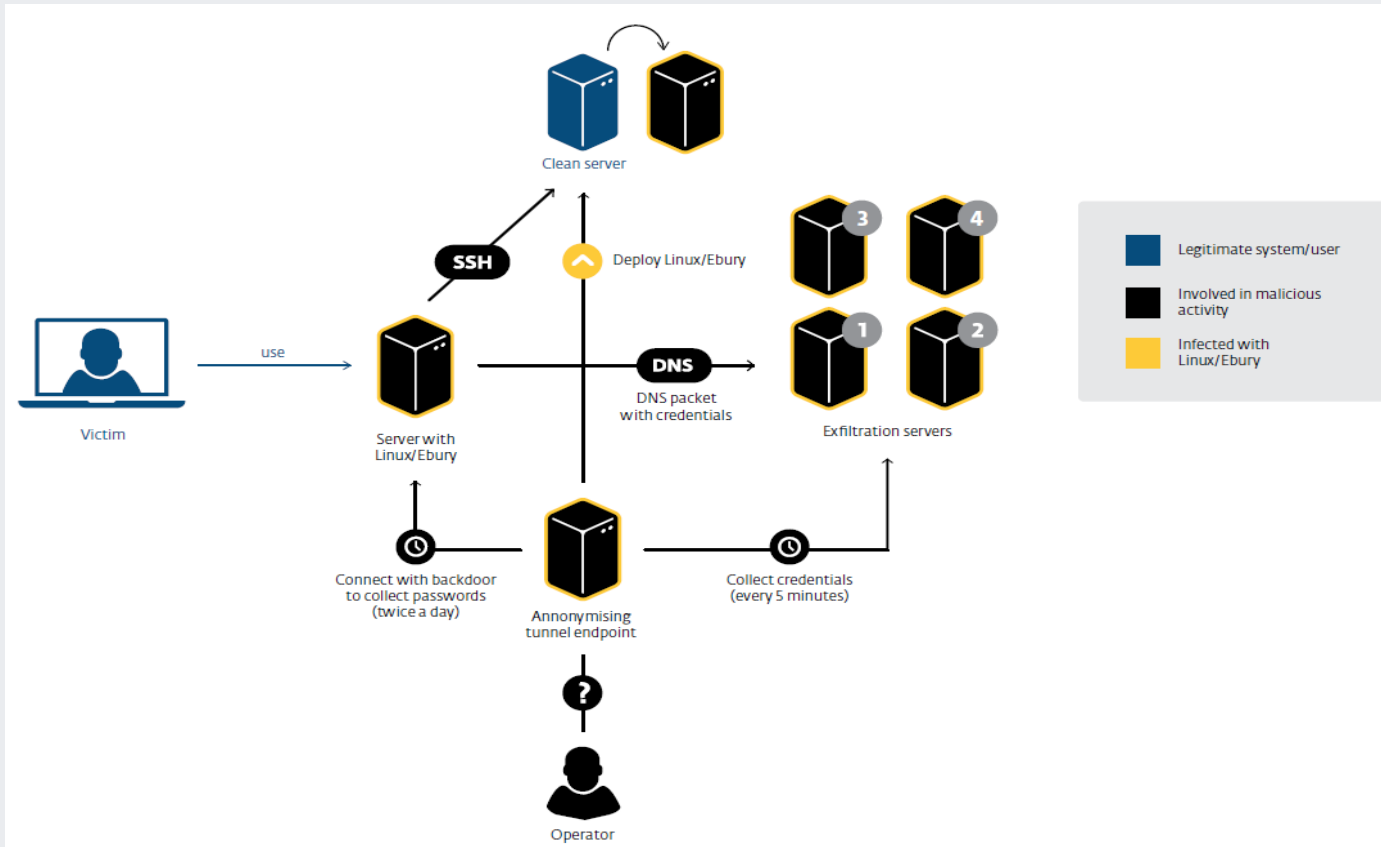 Clean server
SSH
Deploy Linux/Ebury
3
4
1
2
Legitimate system/user
Involved in malicious
activity
Infected with
Linux/Ebury
use
Victim
Server with
Linux/Ebury
DNS
DNS packet
with credentials
Exfiltration servers
Connect with backdoor
to collect passwords
(twice a day)
Annonymising
tunnel endpoint
Collect credentials
(every 5 minutes)
?
Operator